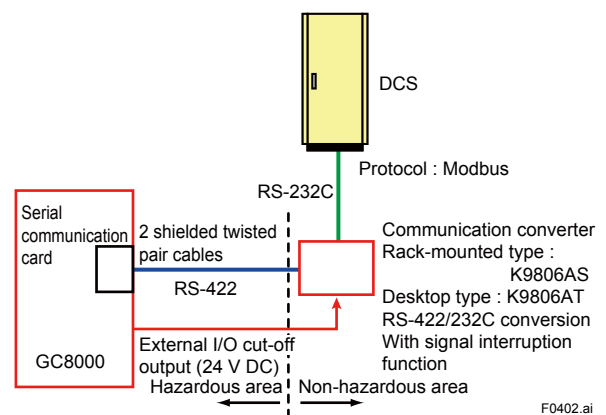 DCS
Protocol : Modbus
RS-232C
Serial
communication
card
2 shielded twisted
pair cables
RS-422
Communication converter
Rack-mounted type :
K9806AS
Desktop type : K9806AT
RS-422/232C conversion
With signal interruption
function
GC8000
External I/O cut-off
output (24 V DC)
Hazardous area
Non-hazardous area
F0402.ai